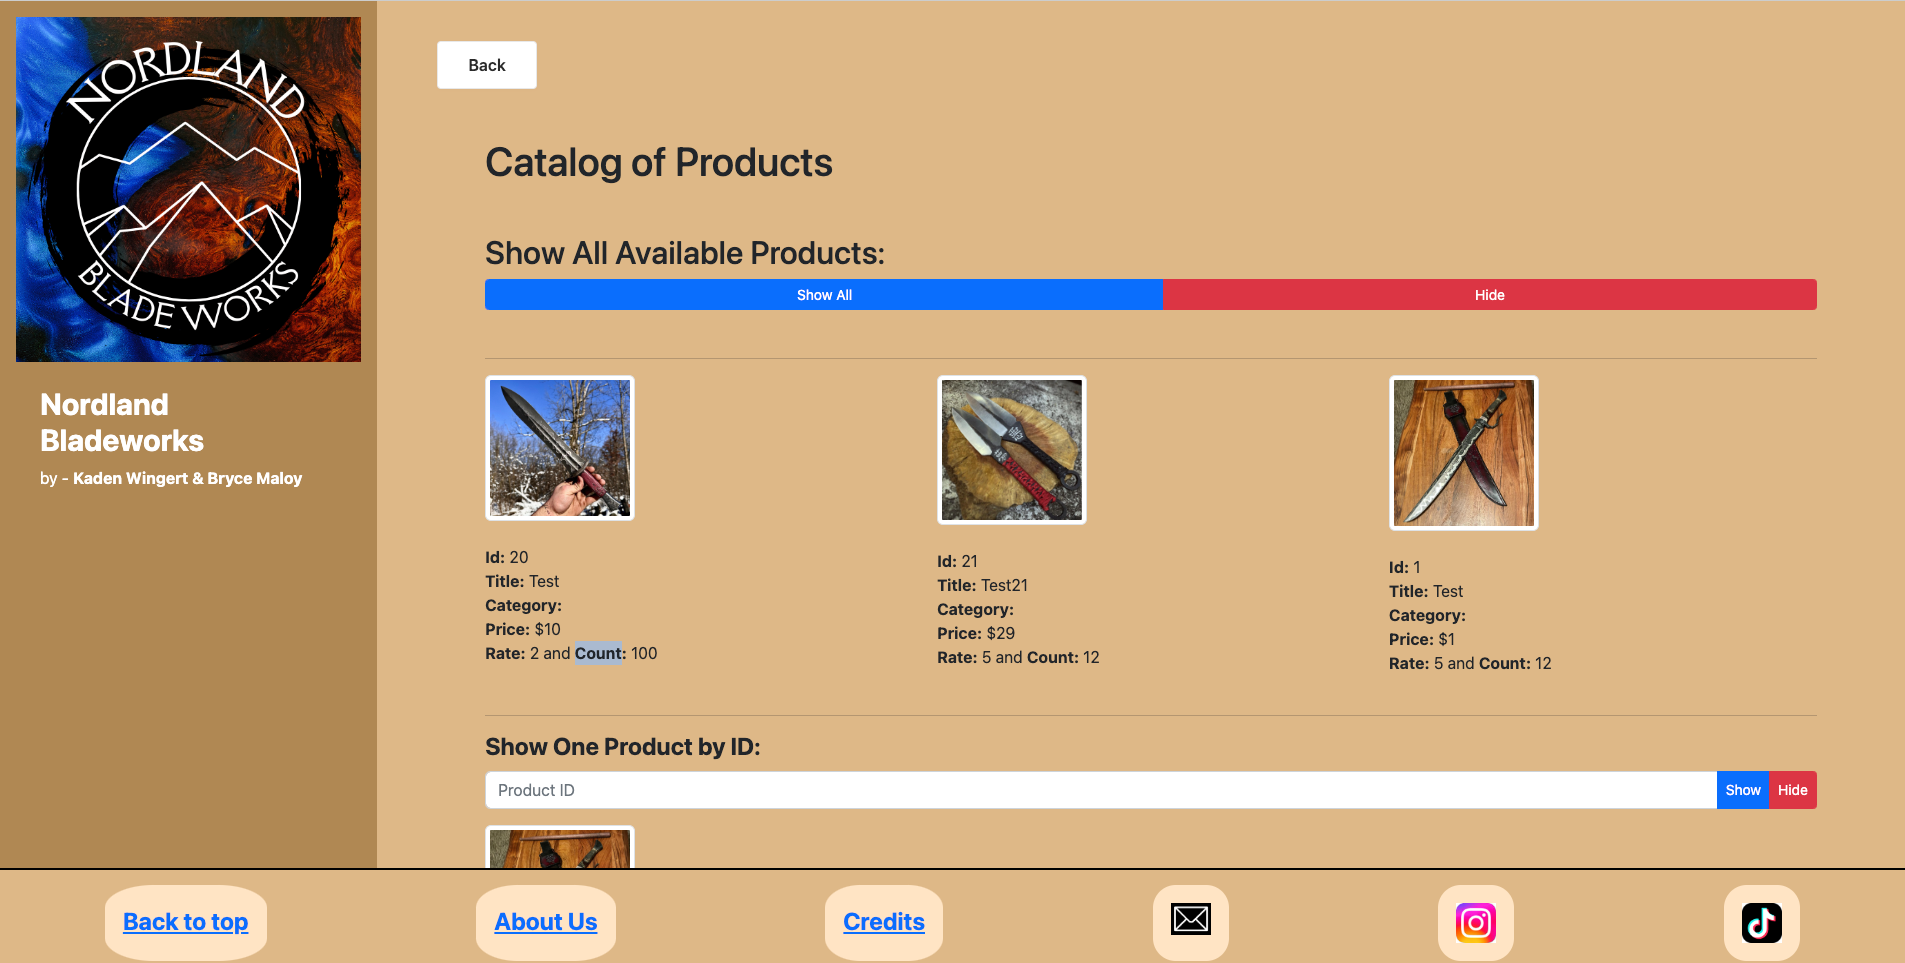 NORDLAND
BLADE WORKS
Nordland
Bladeworks
by - Kaden Wingert & Bryce Maloy
Back
Catalog of Products
Show All Available Products:
Show All
Hide
Id: 20
Title: Test
Category:
Price: $10
Rate: 2 and Count: 100
Id: 21
Title: Test21
Category:
Price: $29
Rate: 5 and Count: 12
Id: 1
Title: Test
Category:
Price: $1
Rate: 5 and Count: 12
Show One Product by ID:
Product ID
Show
Hide
Back to top
About Us
Credits